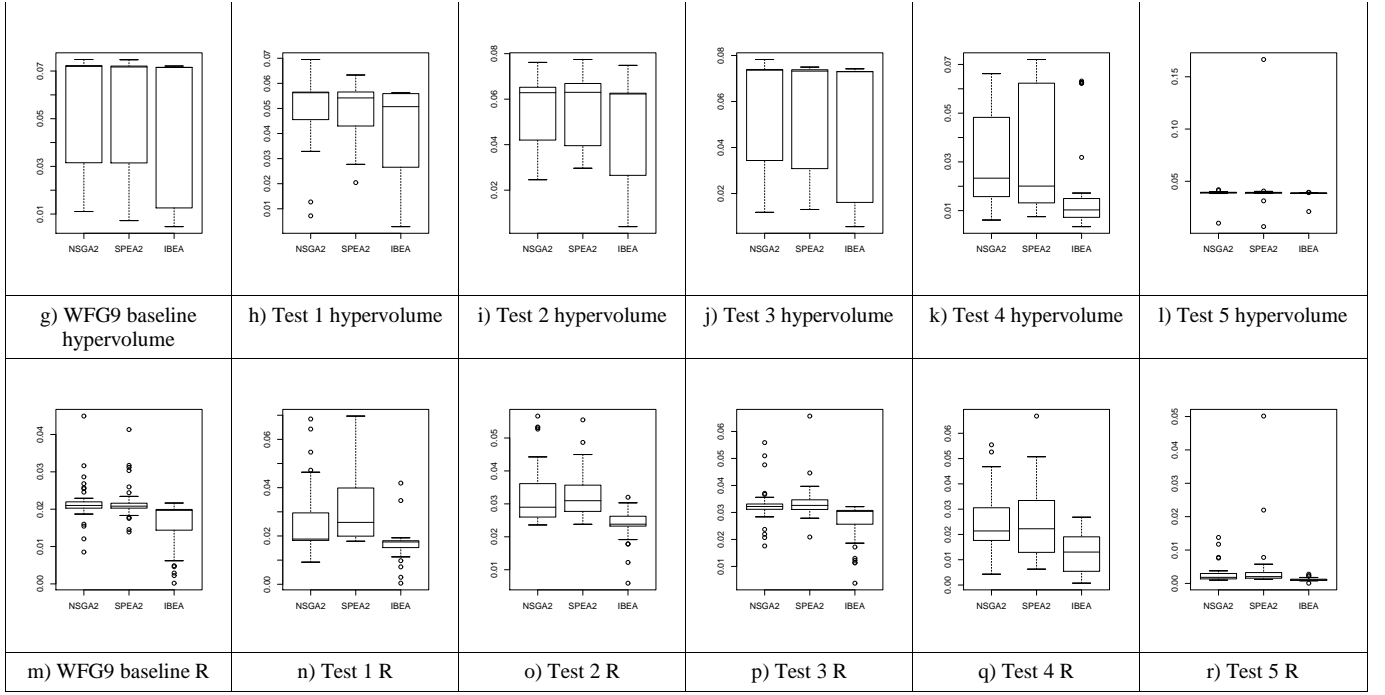 0.07
0.05
0.03
0.01
NSGA2 SPEA2 IBEA
0.07
0.06
0.05
0.04
0.03
0.02
0.01
NSGA2 SPEA2 IBEA
0.08
0.06
0.04
0.02
NSGA2 SPEA2 IBEA
0.08
0.06
0.04
0.02
NSGA2 SPEA2 IBEA
0.07
0.05
0.03
0.01
NSGA2 SPEA2 IBEA
0.15
0.05
NSGA2 SPEA2 IBEA
g) WFG9 baseline
hypervolume
h) Test 1 hypervolume
i) Test 2 hypervolume
j) Test 3 hypervolume
k) Test 4 hypervolume
l) Test 5 hypervolume
0.04
0.03
0.02
0.01
0.00
NSGA2 SPEA2 IBEA
0.06
0.04
0.02
0.00
NSGA2 SPEA2 IBEA
0.05
0.04
0.03
0.02
0.01
NSGA2 SPEA2 IBEA
0.06
0.05
0.04
0.03
0.02
0.01
NSGA2 SPEA2 IBEA
0.06
0.05
0.04
0.03
0.02
0.01
0.00
NSGA2 SPEA2 IBEA
0.05
0.04
0.03
0.02
0.01
0.00
NSGA2 SPEA2 IBEA
m) WFG9 baseline R
n) Test 1 R
o) Test 2 R
p) Test 3 R
q) Test 4 R
r) Test 5 R